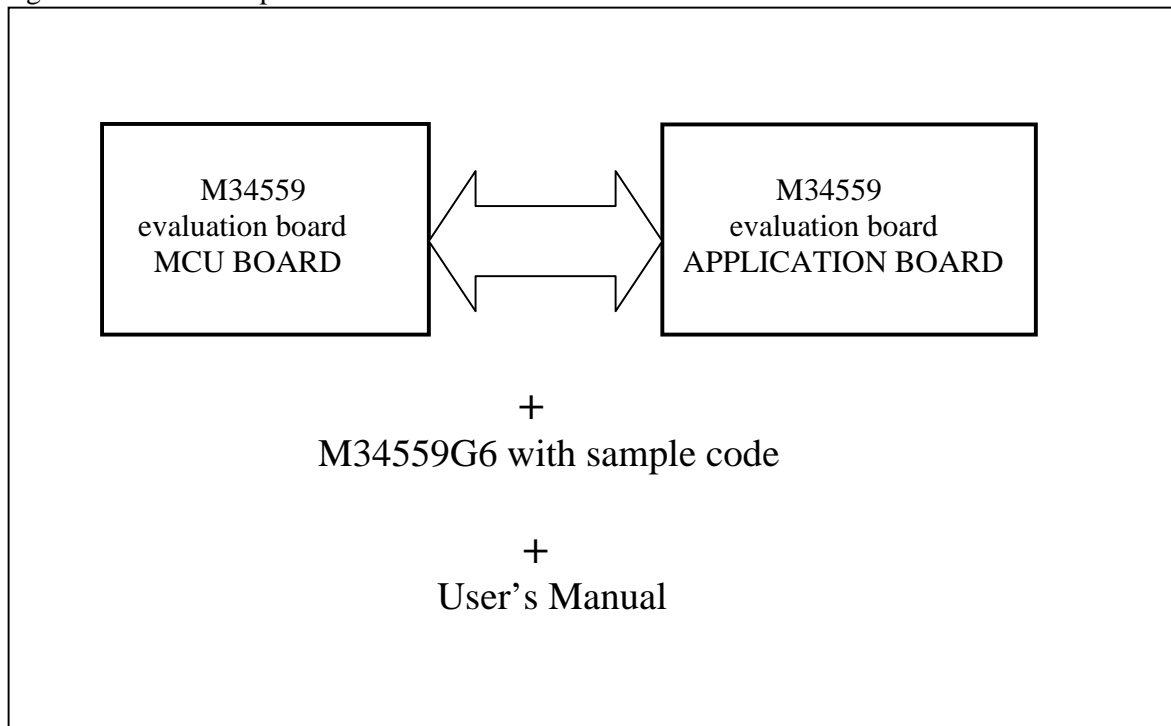 M34559
evaluation board
MCU BOARD
M34559
evaluation board
APPLICATION BOARD
+
M34559G6 with sample code
+
User's Manual